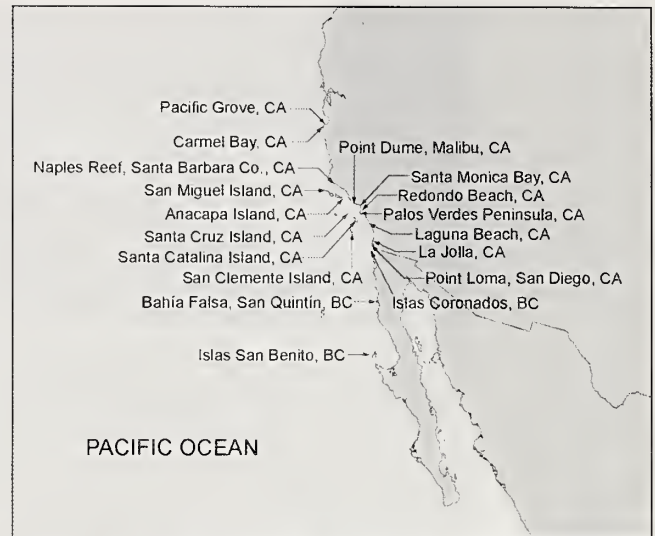 Pacific Grove, CA
Carmel Bay, CA
Point Dume, Malibu, CA
Naples Reef, Santa Barbara Co., CA
Santa Monica Bay, CA
San Miguel Island, CA
Redondo Beach, CA
Anacapa Island, CA
Palos Verdes Peninsula, CA
Santa Cruz Island, CA
Laguna Beach, CA
Santa Catalina Island, CA
La Jolla, CA
San Clemente Island, CA
Point Loma, San Diego, CA
Bahía Falsa, San Quintín, BC
Islas Coronados, BC
Islas San Benito, BC
PACIFIC OCEAN